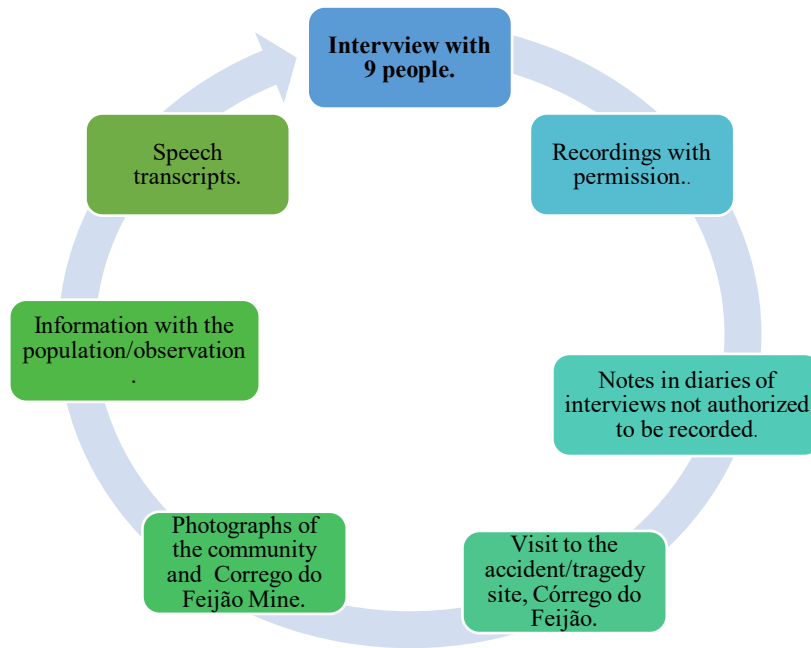 Intervview with
9 people.
Recordings with
permission..
Notes in diaries of
interviews not authorized
to be recorded.
Visit to the
accident/tragedy
site, Córrego do
Feijão.
Photographs of
the community
and Corrego do
Feijão Mine.
Information with the
population/observation
.
Speech
transcripts.